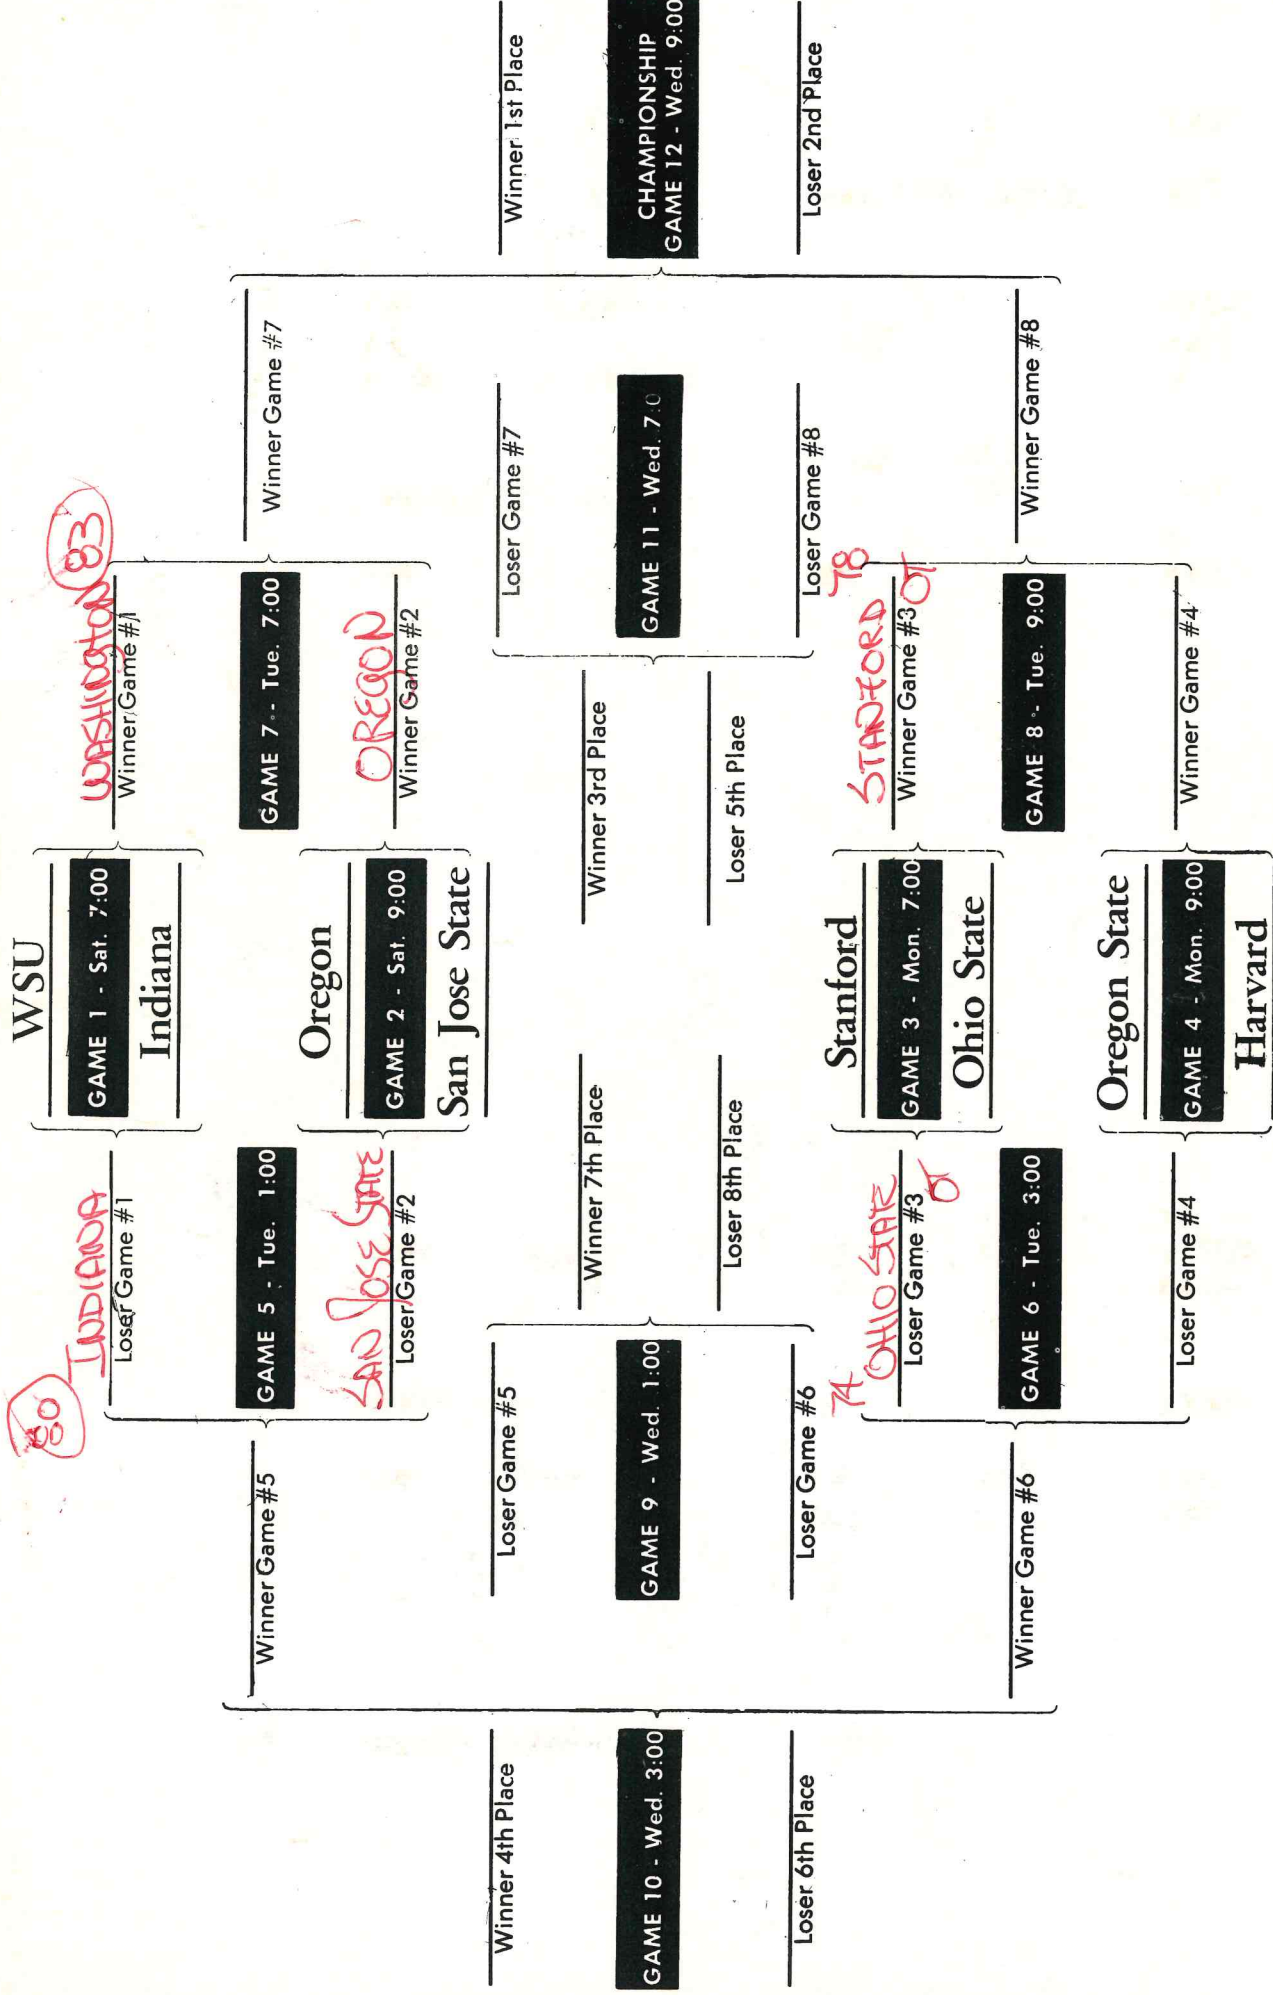 WSU
GAME 1 - Sat. 7:00
Indiana
Oregon
GAME 2 - Sat. 9:00
San Jose State
Stanford
GAME 3 - Mon. 7:00
Ohio State
Oregon State
GAME 4 - Mon. 9:00
Harvard
80
INDIANA
Loser Game #1
GAME 5 - Tue. 1:00
SAN JOSE STATE
Loser Game #2
74 OHIO STATE
Loser Game #3
OT
GAME 6 - Tue. 3:00
Loser Game #4
WASHINGTON 83
Winner Game #1
GAME 7 - Tue. 7:00
OREGON
Winner Game #2
STANFORD 78
Winner Game #3
OT
GAME 8 - Tue. 9:00
Winner Game #4
Winner Game #5
Loser Game #5
GAME 9 - Wed. 1:00
Loser Game #6
Winner Game #6
Winner 7th Place
Loser 8th Place
Winner 4th Place
GAME 10 - Wed. 3:00
Loser 6th Place
Winner Game #7
Loser Game #7
GAME 11 - Wed. 7:0
Loser Game #8
Winner Game #8
Winner 3rd Place
Loser 5th Place
Winner 1st Place
CHAMPIONSHIP
GAME 12 - Wed. 9:00
Loser 2nd Place